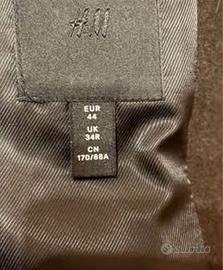 H&M
EUR
44
UK
34R
CN
170/88A
subito